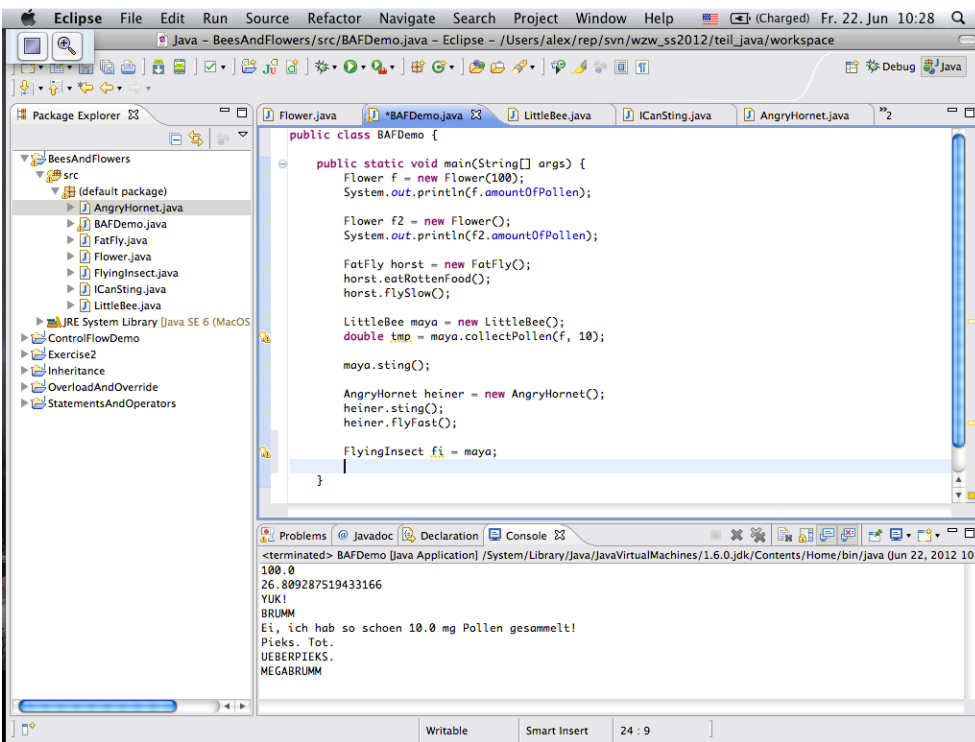 Eclipse File Edit Run Source Refactor Navigate Search Project Window Help (Charged) Fr. 22. Jun 10:28
Java – BeesAndFlowers/src/BAFDemo.java – Eclipse – /Users/alex/rep/svn/wzw_ss2012/teil_java/workspace
Debug Java
Package Explorer
Flower.java *BAFDemo.java LittleBee.java ICanSting.java AngryHornet.java »2
BeesAndFlowers
src
(default package)
AngryHornet.java
BAFDemo.java
FatFly.java
Flower.java
FlyingInsect.java
ICanSting.java
LittleBee.java
JRE System Library [Java SE 6 (MacOS
ControlFlowDemo
Exercise2
Inheritance
OverloadAndOverride
StatementsAndOperators
public class BAFDemo {
public static void main(String[] args) {
Flower f = new Flower(100);
System.out.println(f.amountOfPollen);
Flower f2 = new Flower();
System.out.println(f2.amountOfPollen);
FatFly horst = new FatFly();
horst.eatRottenFood();
horst.flySlow();
LittleBee maya = new LittleBee();
double tmp = maya.collectPollen(f, 10);
maya.sting();
AngryHornet heiner = new AngryHornet();
heiner.sting();
heiner.flyFast();
FlyingInsect fi = maya;
}
Problems @ Javadoc Declaration Console
<terminated> BAFDemo [Java Application] /System/Library/Java/JavaVirtualMachines/1.6.0.jdk/Contents/Home/bin/java (Jun 22, 2012 10
100.0
26.809287519433166
YUK!
BRUMM
Ei, ich hab so schoen 10.0 mg Pollen gesammelt!
Pieks. Tot.
UEBERPIEKS.
MEGABRUMM
Writable Smart Insert 24 : 9